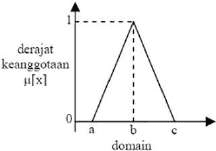 1
derajat
keanggotaan
μ[x]
0
a b c
domain